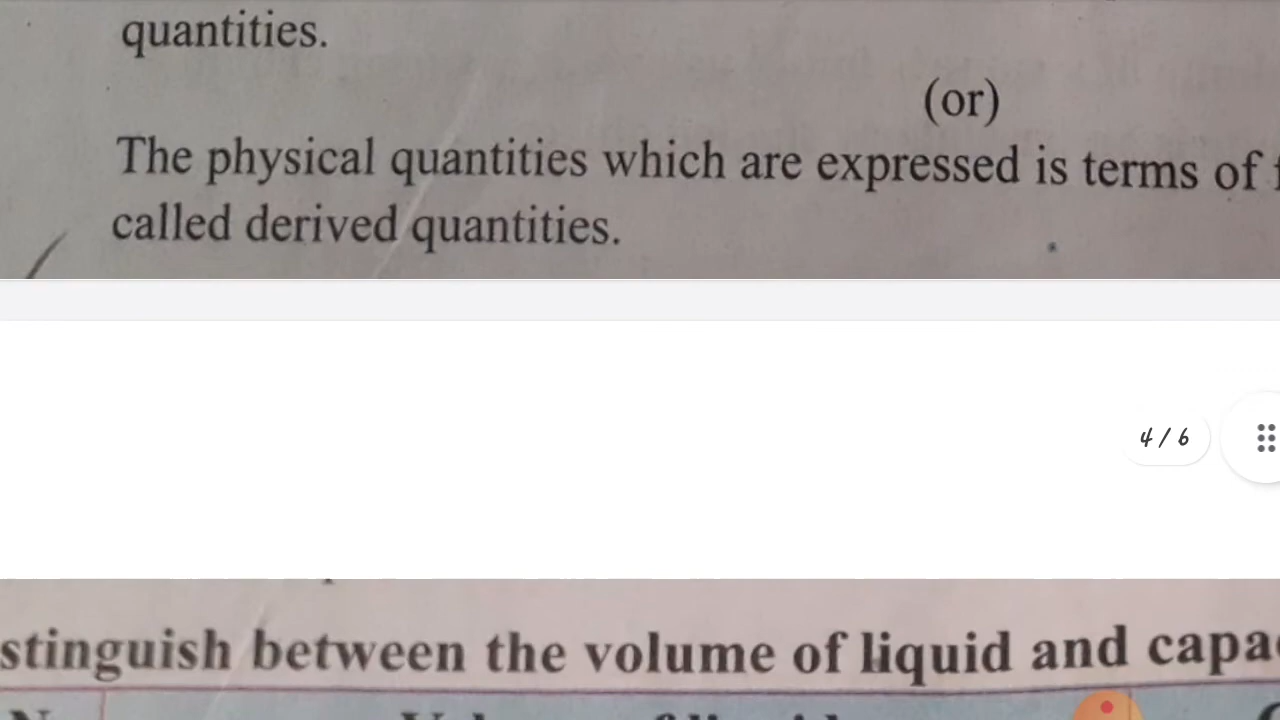 quantities.
(or)
The physical quantities which are expressed is terms of
called derived quantities.
4 / 6
stinguish between the volume of liquid and capa